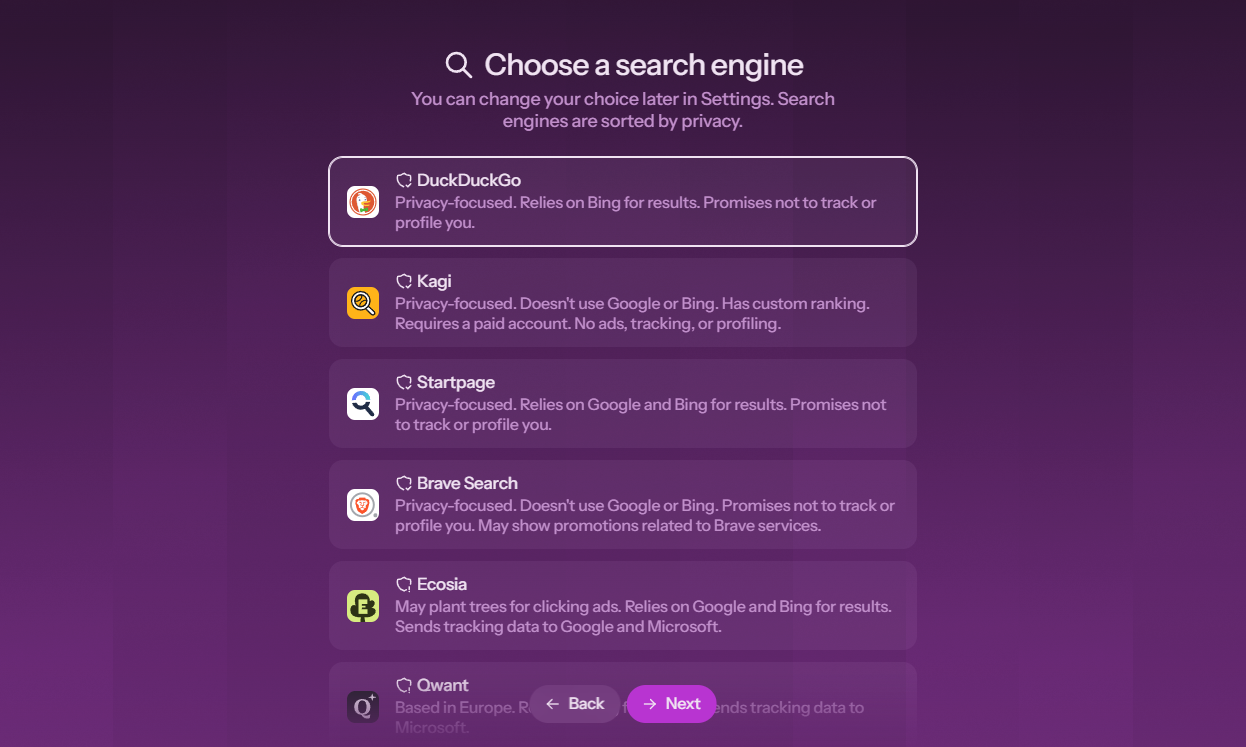 Choose a search engine
You can change your choice later in Settings. Search
engines are sorted by privacy.
DuckDuckGo
Privacy-focused. Relies on Bing for results. Promises not to track or
profile you.
Kagi
Privacy-focused. Doesn't use Google or Bing. Has custom ranking.
Requires a paid account. No ads, tracking, or profiling.
Startpage
Privacy-focused. Relies on Google and Bing for results. Promises not
to track or profile you.
Brave Search
Privacy-focused. Doesn't use Google or Bing. Promises not to track or
profile you. May show promotions related to Brave services.
Ecosia
May plant trees for clicking ads. Relies on Google and Bing for results.
Sends tracking data to Google and Microsoft.
Qwant
Based in Europe. tracking data to
Microsoft.
Back
Next